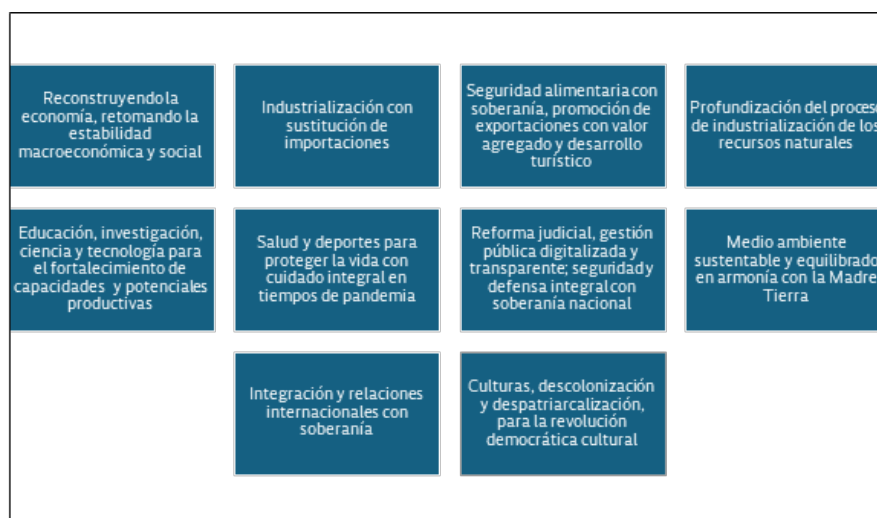 Reconstruyendo la
economía, retomando la
estabilidad
macroeconómica y social
Industrialización con
sustitución de
importaciones
Seguridad alimentaria con
soberanía, promoción de
exportaciones con valor
agregado y desarrollo
turístico
Profundización del proceso
de industrialización de los
recursos naturales
Educación, investigación,
ciencia y tecnología para
el fortalecimiento de
capacidades y potenciales
productivas
Salud y deportes para
proteger la vida con
cuidado integral en
tiempos de pandemia
Reforma judicial, gestión
pública digitalizada y
transparente; seguridad y
defensa integral con
soberanía nacional
Medio ambiente
sustentable y equilibrado
en armonía con la Madre
Tierra
Integración y relaciones
internacionales con
soberanía
Culturas, descolonización
y despatriarcalización,
para la revolución
democrática cultural